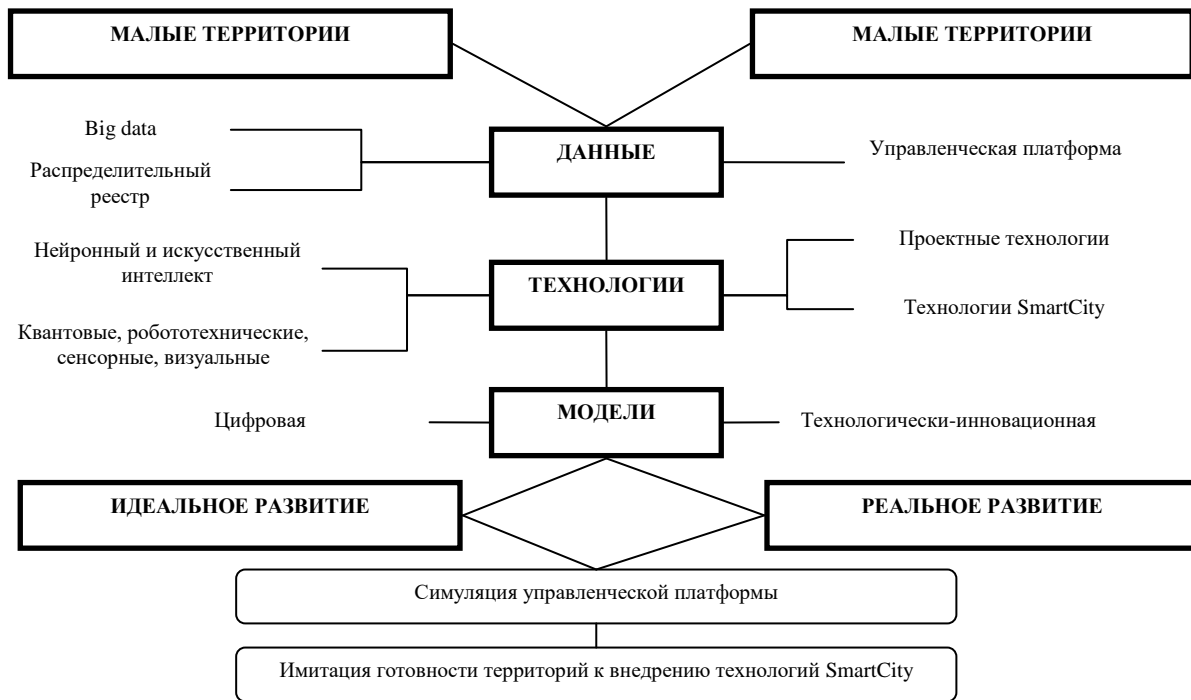 МАЛЫЕ ТЕРРИТОРИИ
МАЛЫЕ ТЕРРИТОРИИ
Big data
ДАННЫЕ
Управленческая платформа
Распределительный
реестр
Нейронный и искусственный
интеллект
ТЕХНОЛОГИИ
Проектные технологии
Технологии SmartCity
Квантовые, робототехнические,
сенсорные, визуальные
Цифровая
МОДЕЛИ
Технологически-инновационная
ИДЕАЛЬНОЕ РАЗВИТИЕ
РЕАЛЬНОЕ РАЗВИТИЕ
Симуляция управленческой платформы
Имитация готовности территорий к внедрению технологий SmartCity